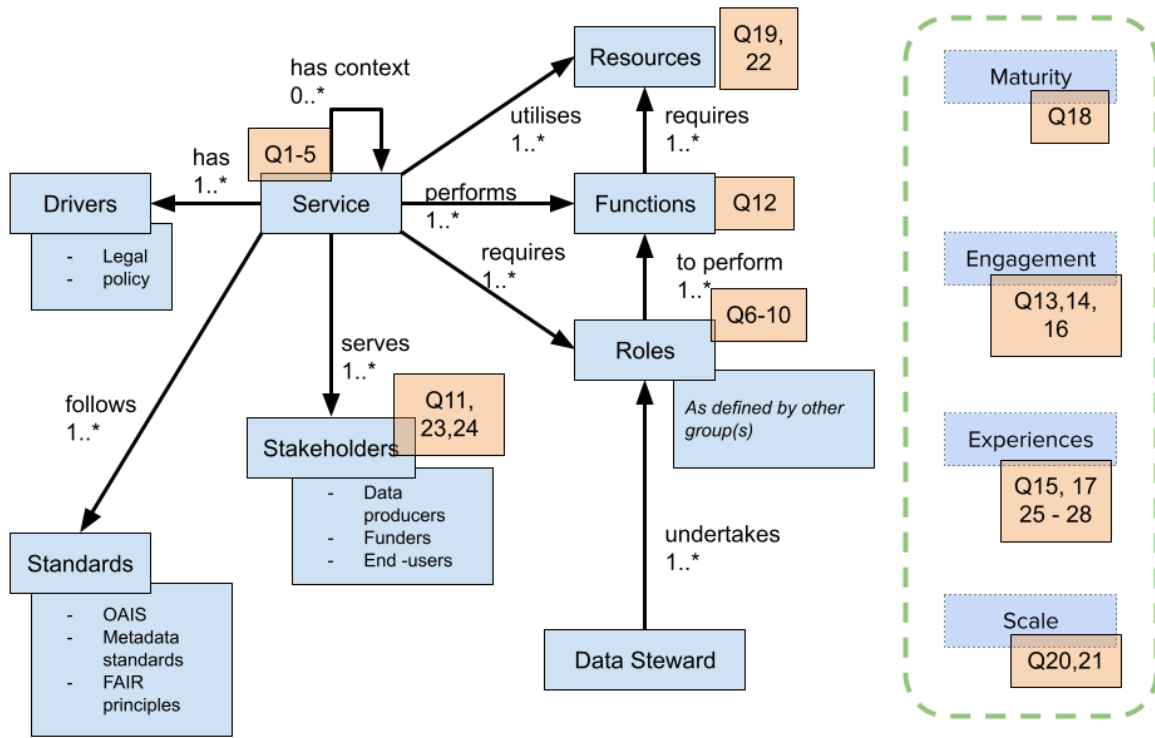 has context
0..*
Resources
Q19,
22
utilises
1..*
requires
1..*
has
1..*
Q1-5
Drivers
- Legal
- policy
Service
performs
1..*
Functions
Q12
requires
1..*
to perform
1..*
Q6-10
Roles
As defined by other
group(s)
serves
1..*
Q11,
23,24
Stakeholders
- Data
producers
- Funders
- End -users
follows
1..*
Standards
- OAIS
- Metadata
standards
- FAIR
principles
undertakes
1..*
Data Steward
Maturity
Q18
Engagement
Q13,14,
16
Experiences
Q15, 17
25 - 28
Scale
Q20,21